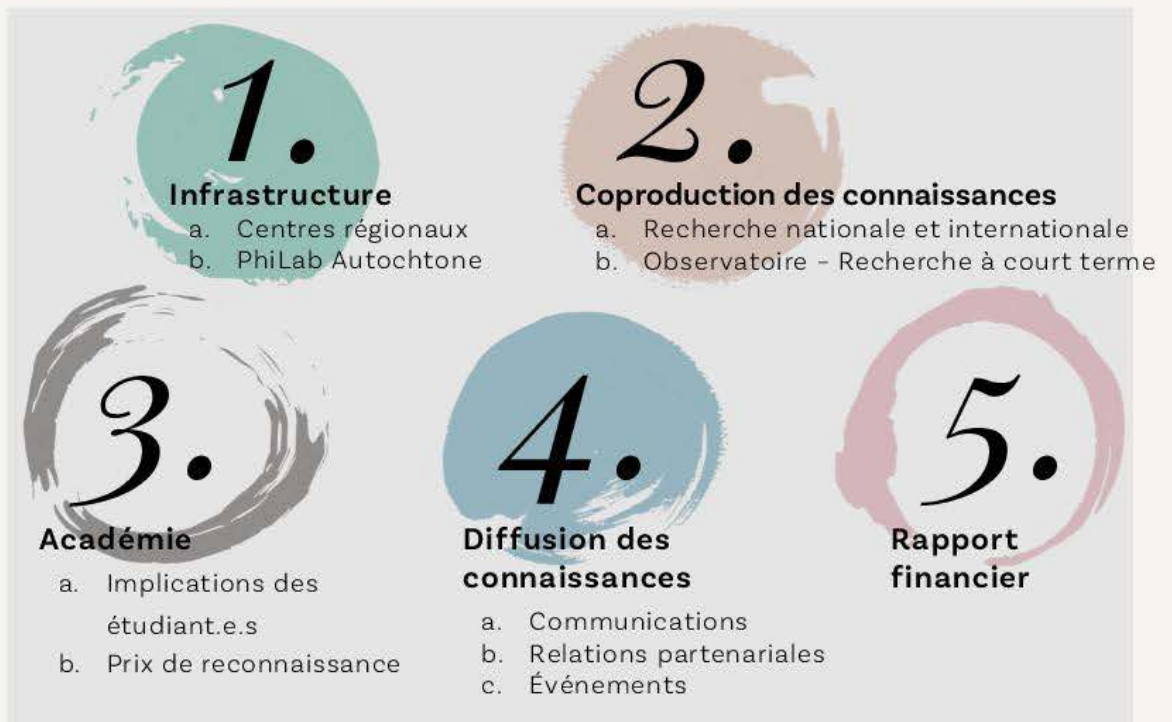 1.
Infrastructure
a. Centres régionaux
b. PhiLab Autochtone
2.
Coproduction des connaissances
a. Recherche nationale et internationale
b. Observatoire – Recherche à court terme
3.
Académie
a. Implications des
étudiant.e.s
b. Prix de reconnaissance
4.
Diffusion des
connaissances
a. Communications
b. Relations partenariales
c. Événements
5.
Rapport
financier